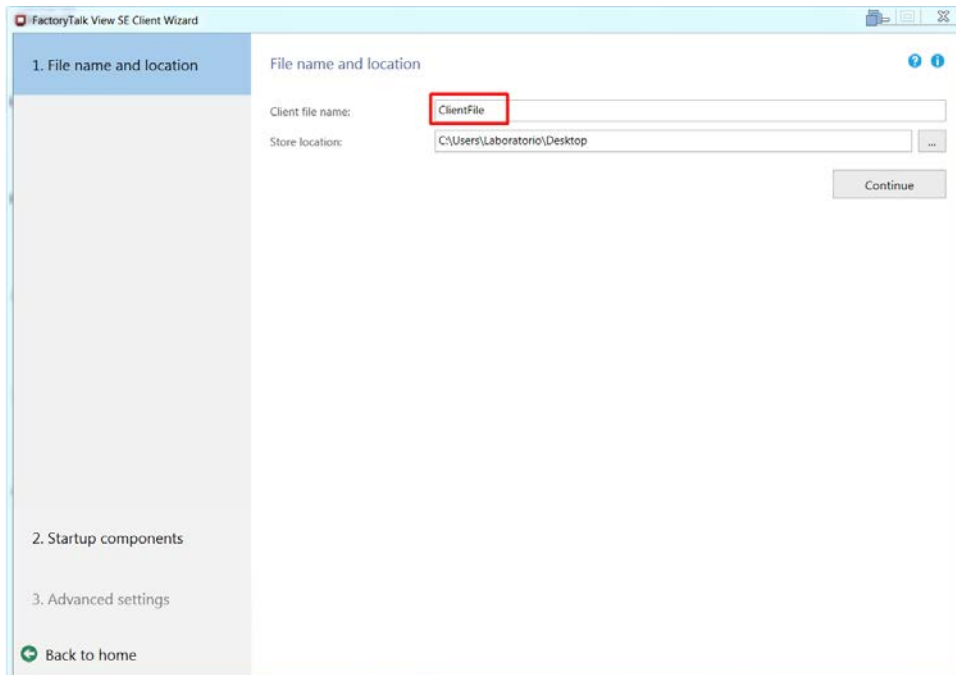 FactoryTalk View SE Client Wizard
1. File name and location
File name and location
Client file name:
ClientFile
Store location:
C:\Users\Laboratorio\Desktop
...
Continue
2. Startup components
3. Advanced settings
Back to home